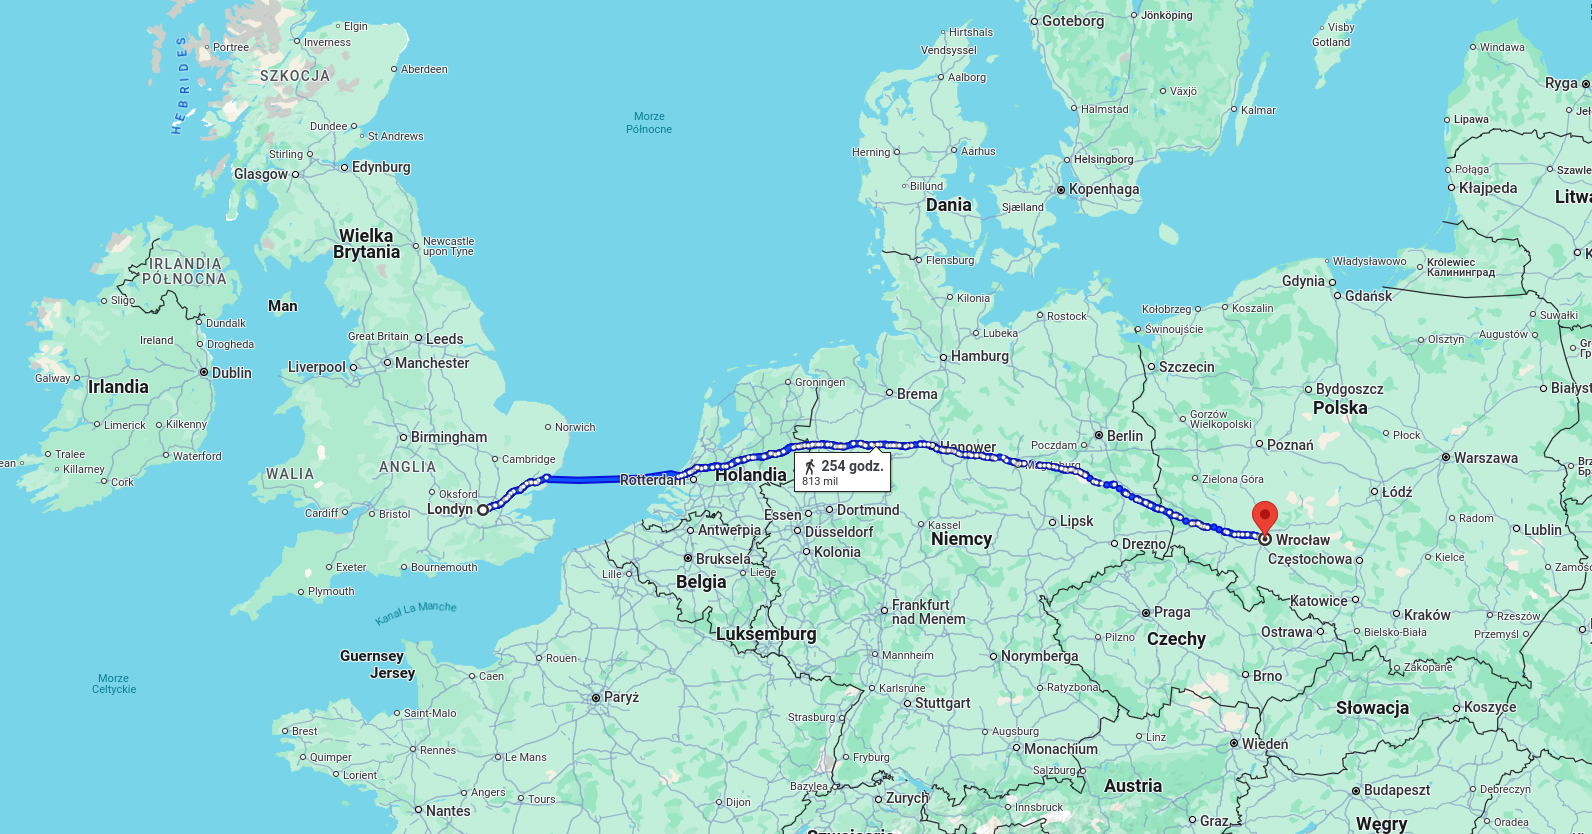 Elgin
Inverness
Portree
HEBRIDES
SZKOCJA
Aberdeen
Dundee
St Andrews
Stirling
Glasgow
Edynburg
Morze
Północne
Goteborg
Jönköping
Hirtshals
Vendsyssel
Aalborg
Visby
Gotland
Windawa
Ryga
Växjö
Halmstad
Kalmar
Lipawa
Herning
Aarhus
Helsingborg
Billund
Kopenhaga
Dania
Sjælland
Połąga
Kłajpeda
Flensburg
Kilonia
Lubeka
Rostock
Hamburg
Wielka
Brytania
Newcastle
upon Tyne
IRLANDIA
PÓŁNOCNA
Sligo
Man
Dundalk
Ireland
Drogheda
Great Britain
Leeds
Liverpool
Manchester
Galway
Irlandia
Dublin
Limerick
Kilkenny
Tralee
Killarney
Waterford
Cork
Birmingham
Norwich
WALIA
ANGLIA
Cambridge
Oksford
Londyn
Cardiff
Bristol
Exeter
Bournemouth
Plymouth
Kanał La Manche
Guernsey
Jersey
Morze
Celtyckie
Władysławowo
Królewiec
Калининград
Gdynia
Gdańsk
Kołobrzeg
Koszalin
Świnoujście
Suwałki
Augustów
Olsztyn
Szczecin
Bydgoszcz
Polska
Gorzów
Wielkopolski
Poznań
Płock
Warszawa
Zielona Góra
Łódź
Radom
Lublin
Wrocław
Częstochowa
Kielce
Katowice
Kraków
Rzeszów
Ostrawa
Bielsko-Biała
Przemyśl
Zakopane
Groningen
Brema
Hanower
Poczdam
Berlin
Rotterdam
Holandia
254 godz.
813 mil
Essen
Dortmund
Antwerpia
Düsseldorf
Kassel
Lipsk
Bruksela
Kolonia
Niemcy
Drezno
Lille
Belgia
Liege
Frankfurt
nad Menem
Praga
Luksemburg
Pilzno
Czechy
Rouen
Mannheim
Norymberga
Caen
Paryż
Karlsruhe
Ratyzbona
Brno
Stuttgart
Słowacja
Koszyce
Saint-Malo
Strasburg
Brest
Augsburg
Linz
Wiedeń
Rennes
Quimper
Le Mans
Fryburg
Monachium
Lorient
Salzburg
Bazylea
Austria
Budapeszt
Debreczyn
Angers
Tours
Nantes
Dijon
Zurych
Innsbruck
Graz
Węgry
Oradea